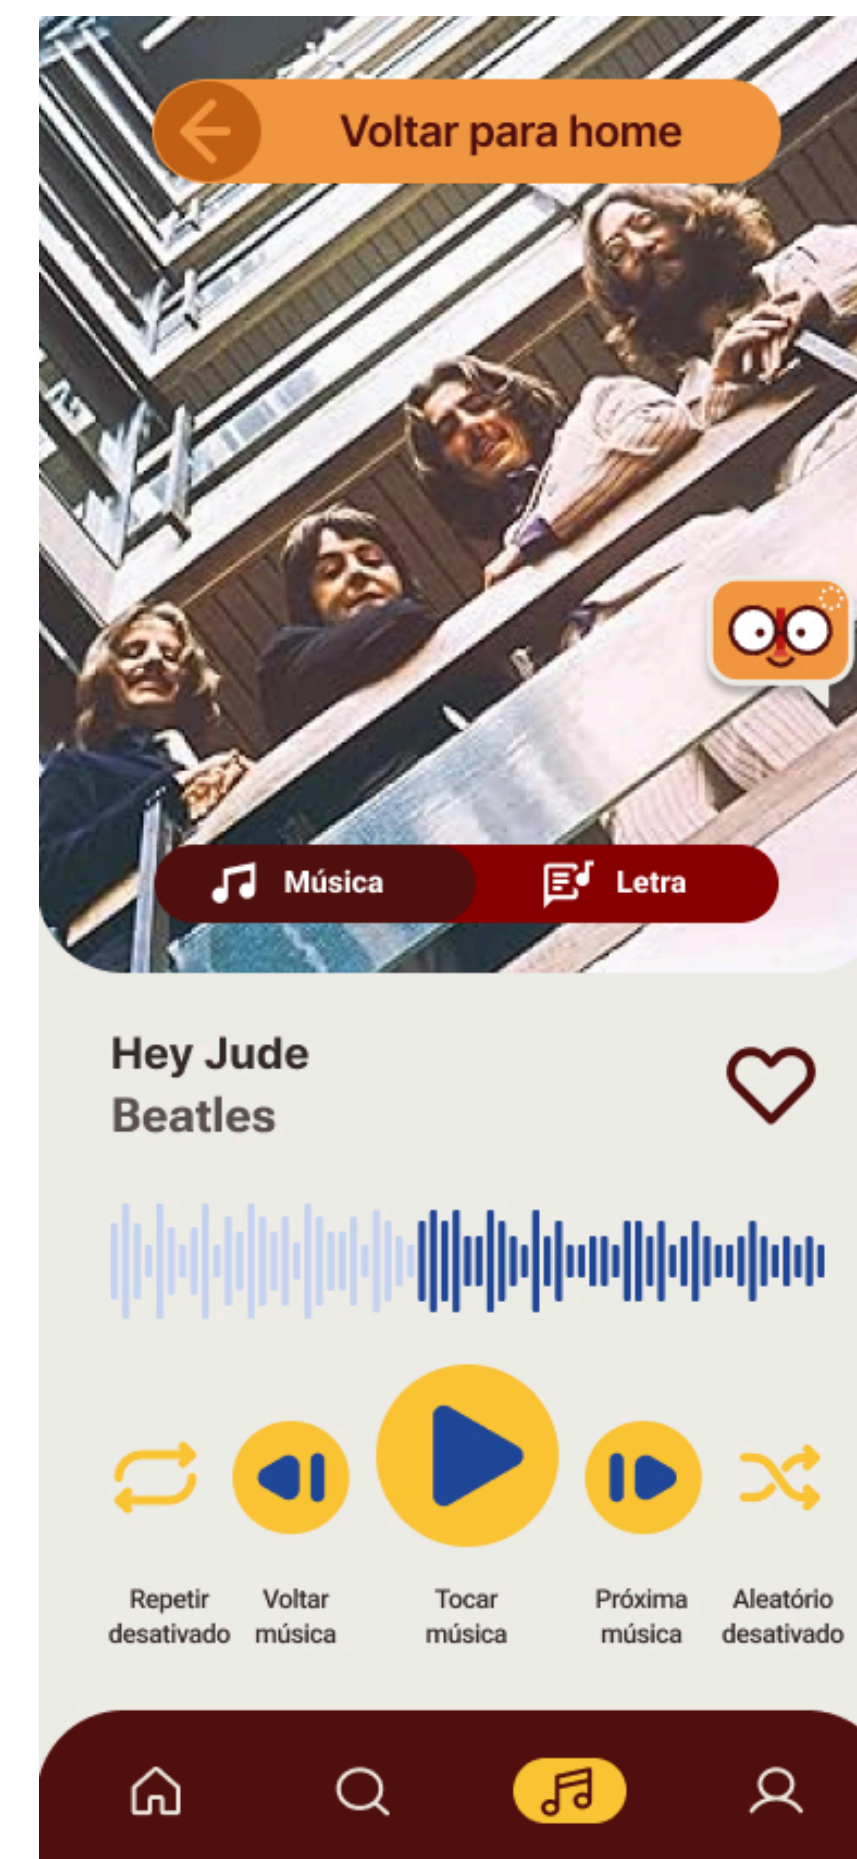 Voltar para home
Música
Letra
Hey Jude
Beatles
Repetir
desativado
Voltar
música
Tocar
música
Próxima
música
Aleatório
desativado